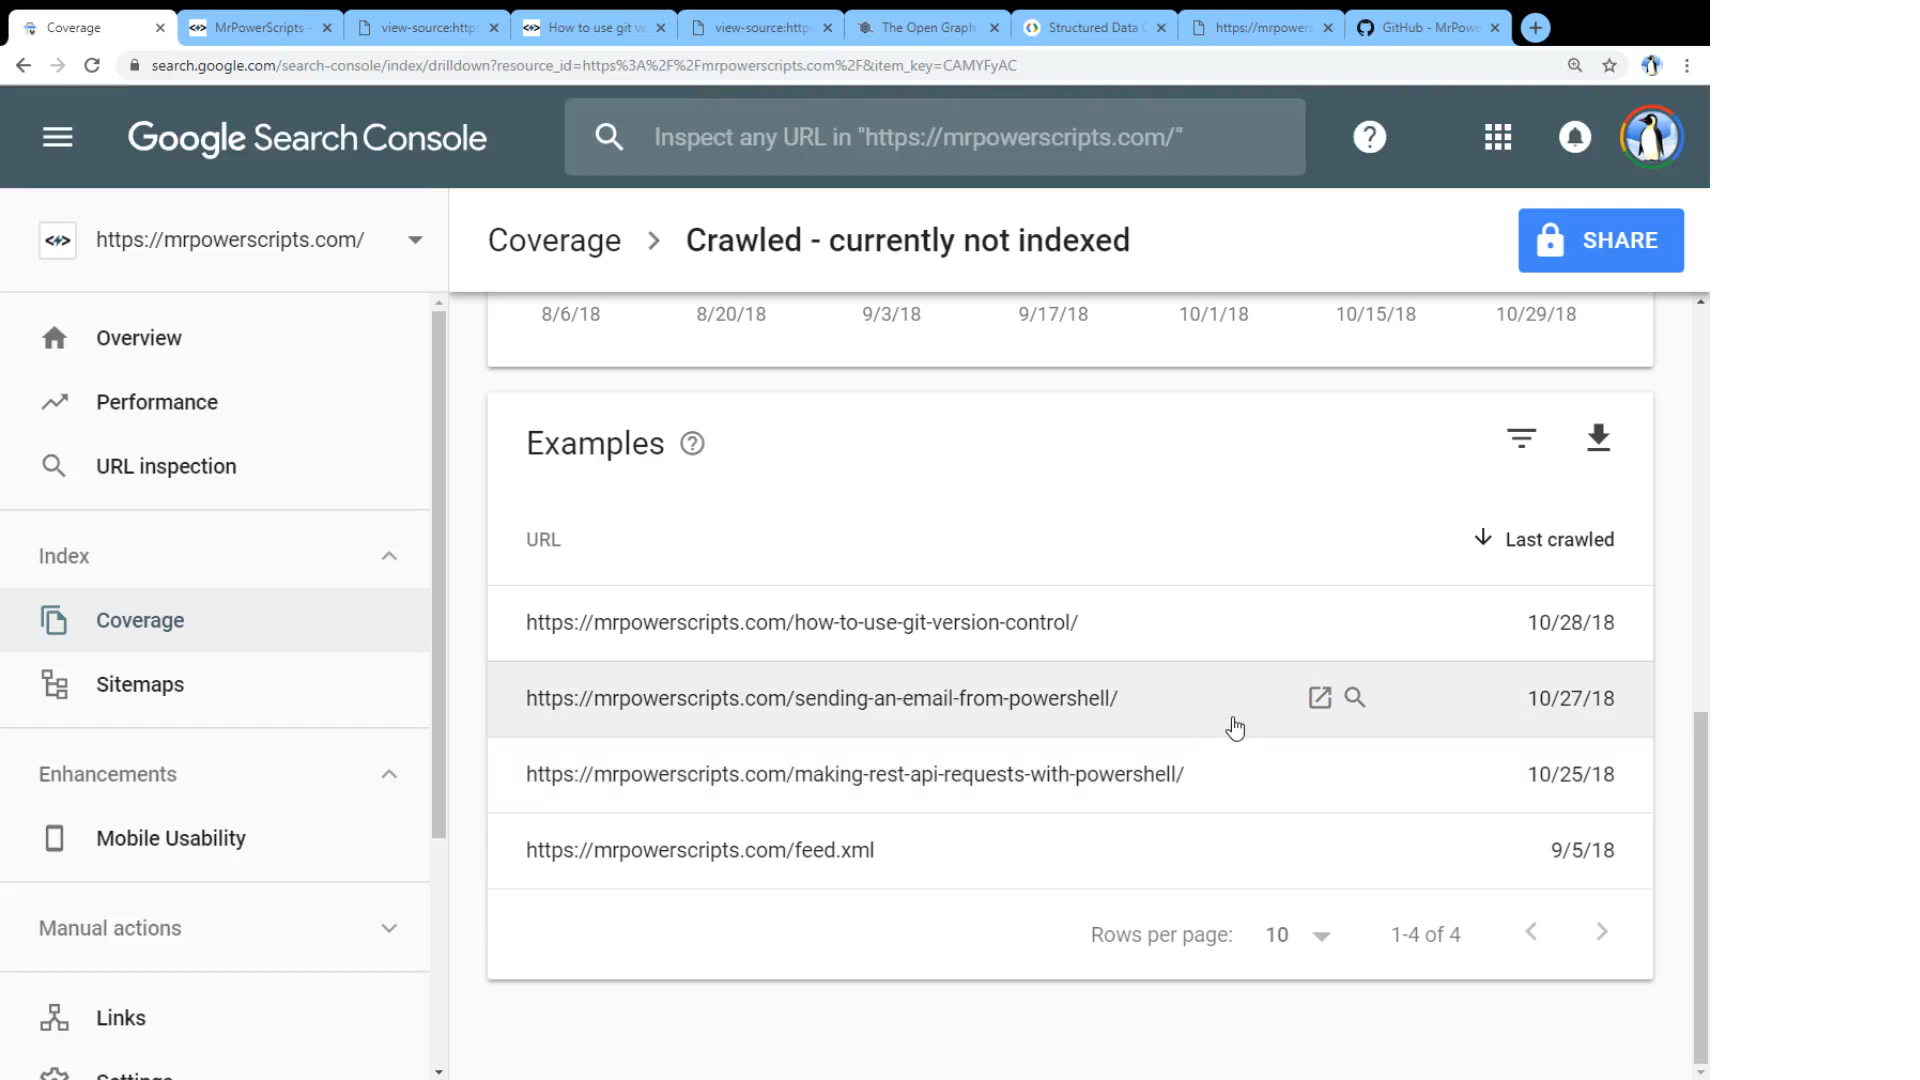 Coverage
MrPowerScripts -
view-source:http
How to use git ve
view-source:http
The Open Graph
Structured Data
https://mrpowers
GitHub - MrPowe
search.google.com/search-console/index/drilldown?resource_id=https%3A%2F%2Fmrpowerscripts.com%2F&item_key=CAMYFyAC
Google Search Console
Inspect any URL in "https://mrpowerscripts.com/"
https://mrpowerscripts.com/
Coverage > Crawled - currently not indexed
SHARE
Overview
Performance
URL inspection
Index
Coverage
Sitemaps
Enhancements
Mobile Usability
Manual actions
Links
Settings
8/6/18 8/20/18 9/3/18 9/17/18 10/1/18 10/15/18 10/29/18
Examples
URL Last crawled
https://mrpowerscripts.com/how-to-use-git-version-control/ 10/28/18
https://mrpowerscripts.com/sending-an-email-from-powershell/ 10/27/18
https://mrpowerscripts.com/making-rest-api-requests-with-powershell/ 10/25/18
https://mrpowerscripts.com/feed.xml 9/5/18
Rows per page: 10 1-4 of 4